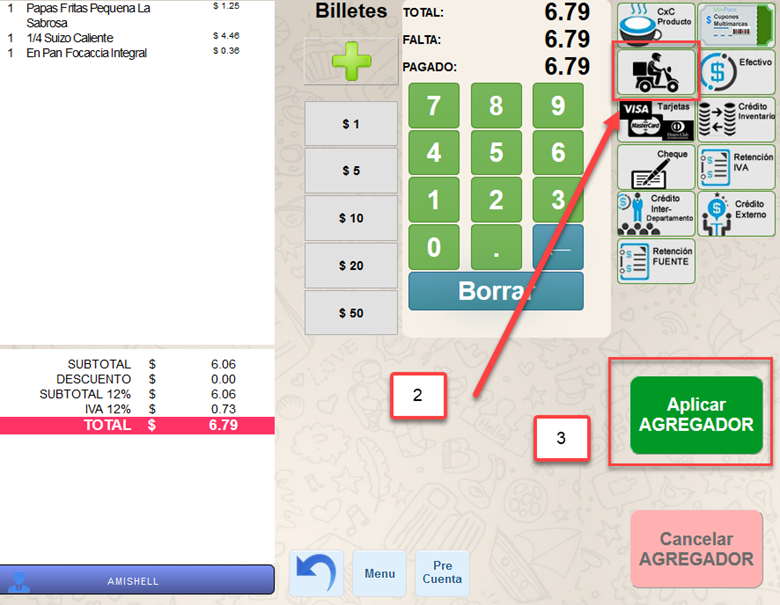 1 Papas Fritas Pequena La $ 1.25
Sabrosa
1 1/4 Suizo Caliente $ 4.46
1 En Pan Focaccia Integral $ 0.36
SUBTOTAL $ 6.06
DESCUENTO $ 0.00
SUBTOTAL 12% $ 6.06
IVA 12% $ 0.73
TOTAL $ 6.79
AMISHELL
Billetes
$ 1
$ 5
$ 10
$ 20
$ 50
TOTAL: 6.79
FALTA: 6.79
PAGADO: 6.79
7 8 9
4 5 6
1 2 3
0 .
Borrar
CxC
Producto
Cupones
Multimarcas
Efectivo
Tarjetas
VISA
MasterCard
Diners Club
Crédito
Inventario
Cheque
Retención
IVA
Crédito
Inter-
Departamento
Crédito
Externo
Retención
FUENTE
2
3
Aplicar
AGREGADOR
Cancelar
AGREGADOR
Menu
Pre
Cuenta